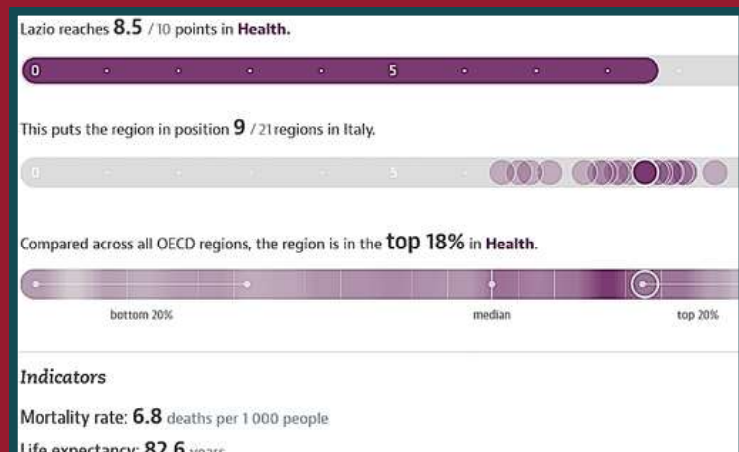 Lazio reaches 8.5 / 10 points in Health.
0 5
This puts the region in position 9 / 21 regions in Italy.
0 5
Compared across all OECD regions, the region is in the top 18% in Health.
bottom 20% median top 20%
Indicators
Mortality rate: 6.8 deaths per 1 000 people
Life expectancy: 82.6 years